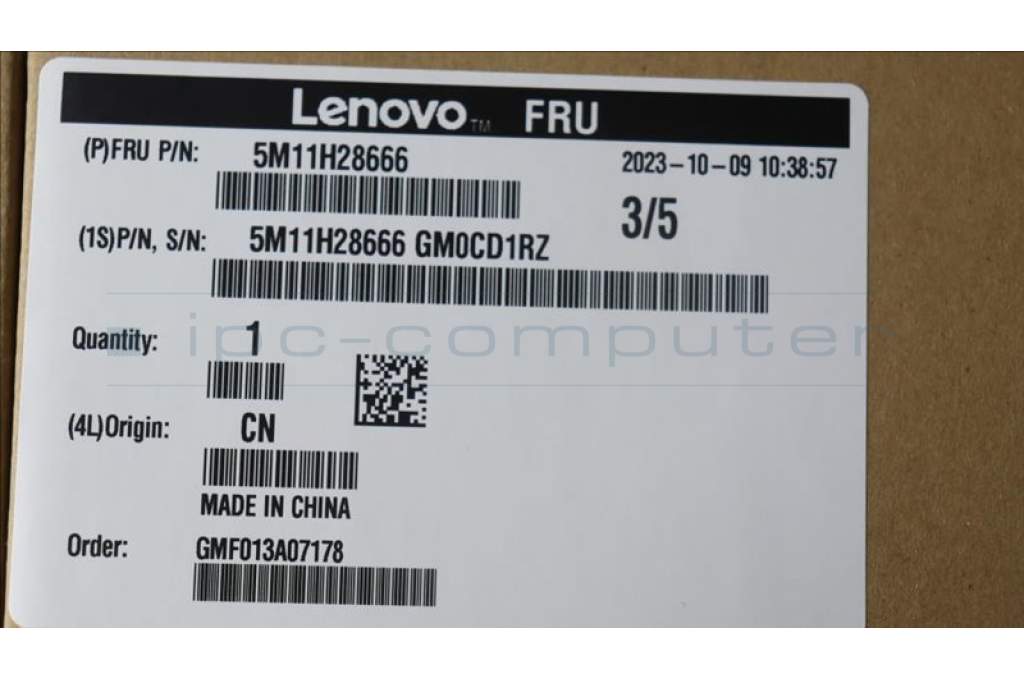 Lenovo™ FRU
(P)FRU P/N: 5M11H28666
2023-10-09 10:38:57
3/5
(1S)P/N, S/N: 5M11H28666 GM0CD1RZ
ipc-computer
Quantity: 1
(4L)Origin: CN
MADE IN CHINA
Order: GMF013A07178